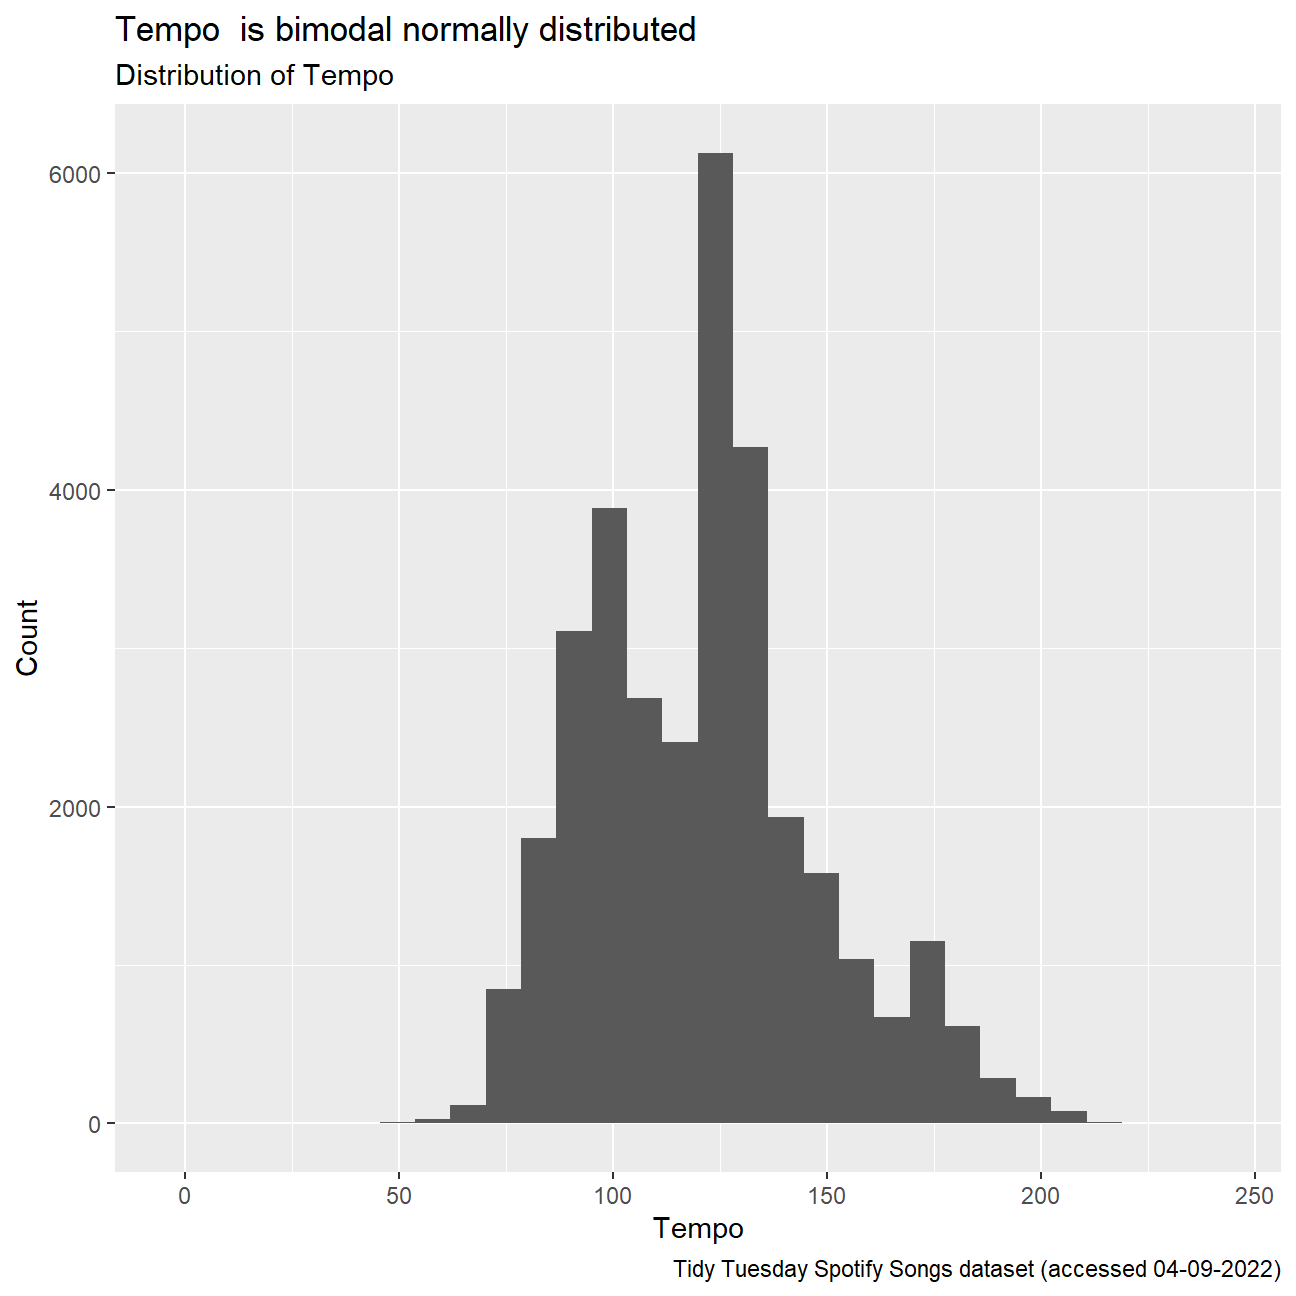 Tempo  is bimodal normally distributed
Distribution of Tempo
6000
4000
2000
0
Count
0 50 100 150 200 250
Tempo
Tidy Tuesday Spotify Songs dataset (accessed 04-09-2022)